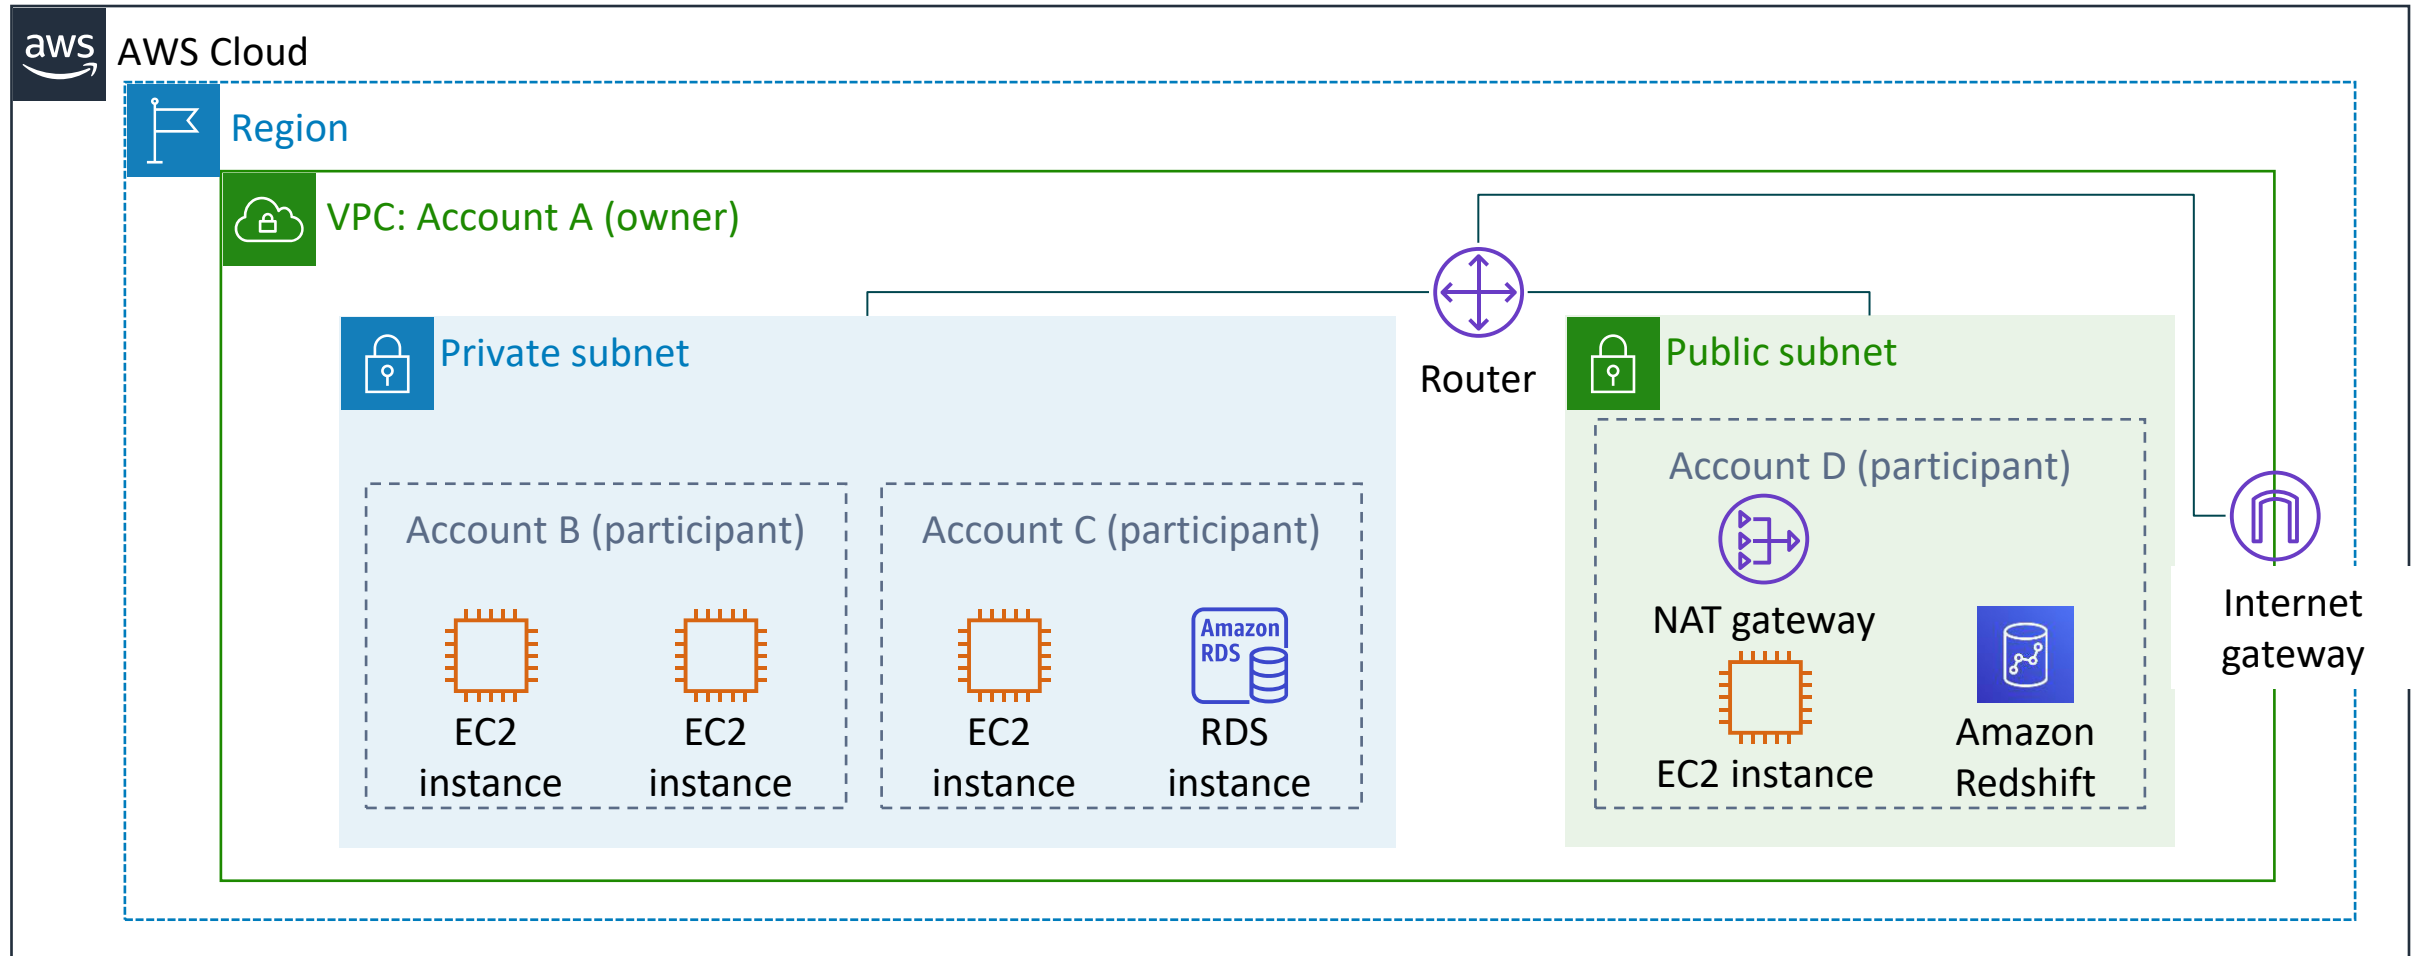 aws
AWS Cloud
Region
VPC: Account A (owner)
Private subnet
Router
Public subnet
Account B (participant)
EC2
instance
EC2
instance
Account C (participant)
EC2
instance
Amazon
RDS
RDS
instance
Account D (participant)
NAT gateway
EC2 instance
Amazon
Redshift
Internet
gateway